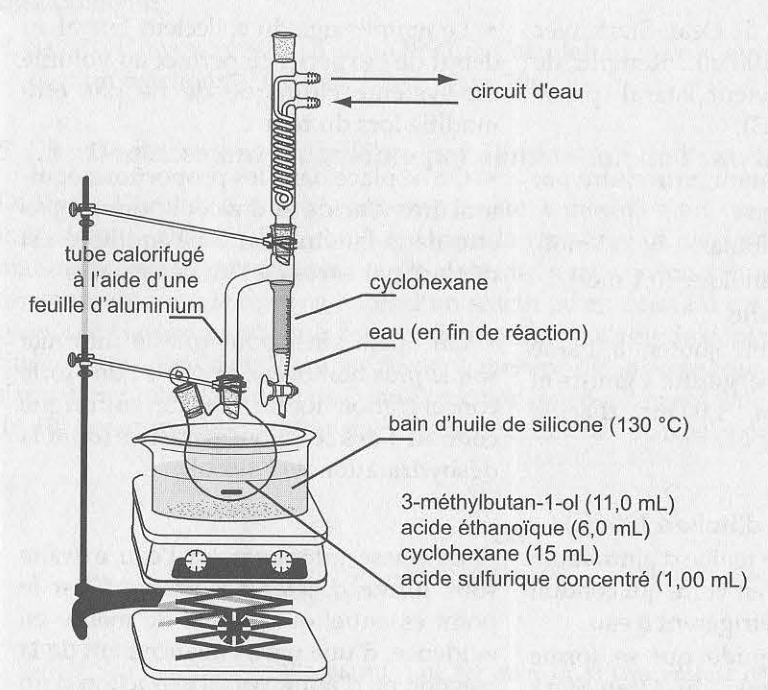 circuit d'eau
tube calorifugé
à l'aide d'une
feuille d'aluminium
cyclohexane
eau (en fin de réaction)
bain d'huile de silicone (130 °C)
3-méthylbutan-1-ol (11,0 mL)
acide éthanoïque (6,0 mL)
cyclohexane (15 mL)
acide sulfurique concentré (1,00 mL)